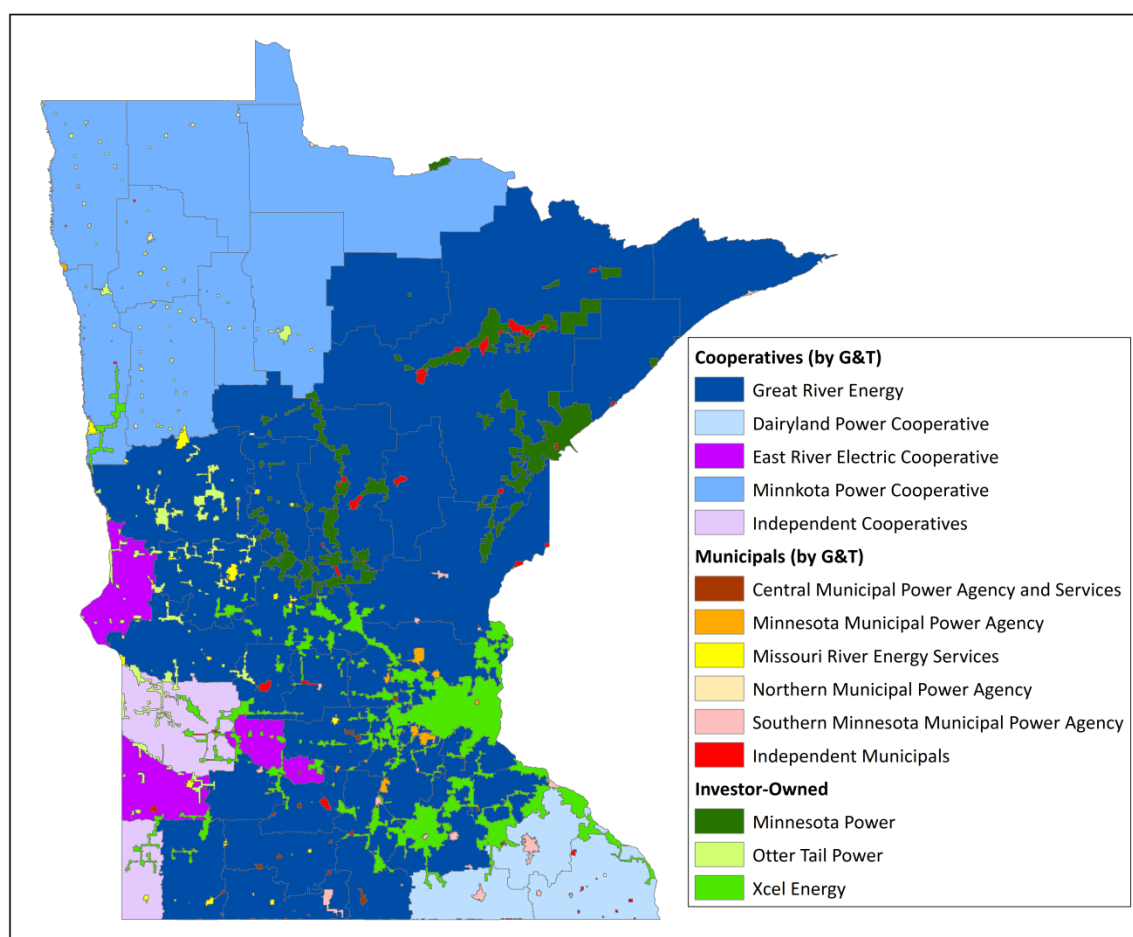 Cooperatives (by G&T)
Great River Energy
Dairyland Power Cooperative
East River Electric Cooperative
Minnkota Power Cooperative
Independent Cooperatives
Municipals (by G&T)
Central Municipal Power Agency and Services
Minnesota Municipal Power Agency
Missouri River Energy Services
Northern Municipal Power Agency
Southern Minnesota Municipal Power Agency
Independent Municipals
Investor-Owned
Minnesota Power
Otter Tail Power
Xcel Energy